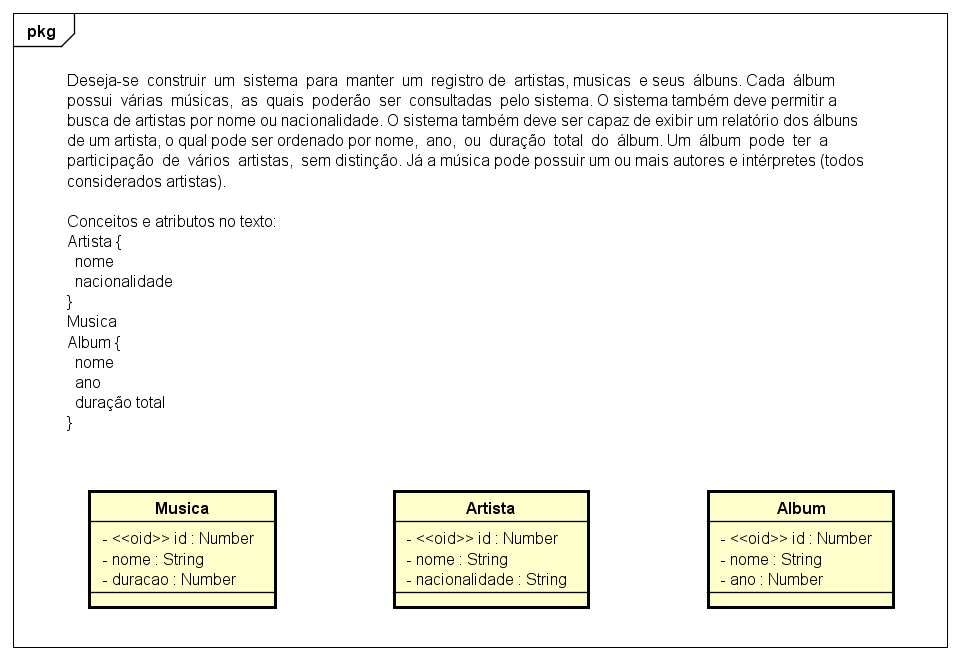 pkg
Deseja-se construir um sistema para manter um registro de artistas, musicas e seus álbuns. Cada álbum
possui várias músicas, as quais poderão ser consultadas pelo sistema. O sistema também deve permitir a
busca de artistas por nome ou nacionalidade. O sistema também deve ser capaz de exibir um relatório dos álbuns
de um artista, o qual pode ser ordenado por nome, ano, ou duração total do álbum. Um álbum pode ter a
participação de vários artistas, sem distinção. Já a música pode possuir um ou mais autores e intérpretes (todos
considerados artistas).
Conceitos e atributos no texto:
Artista {
nome
nacionalidade
}
Musica
Album {
nome
ano
duração total
}
Musica
- <<oid>> id : Number
- nome : String
- duracao : Number
Artista
- <<oid>> id : Number
- nome : String
- nacionalidade : String
Album
- <<oid>> id : Number
- nome : String
- ano : Number